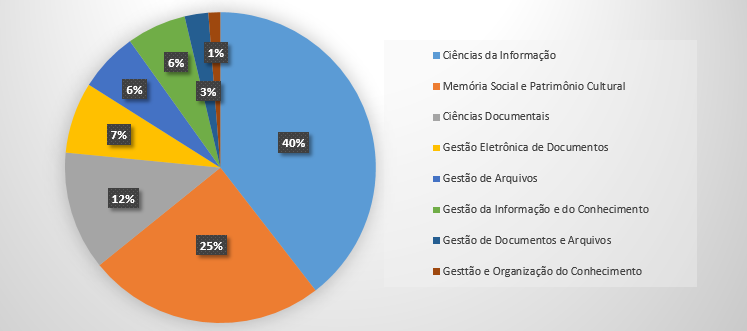 40%
25%
12%
7%
6%
6%
3%
1%
Ciências da Informação
Memória Social e Patrimônio Cultural
Ciências Documentais
Gestão Eletrônica de Documentos
Gestão de Arquivos
Gestão da Informação e do Conhecimento
Gestão de Documentos e Arquivos
Gesttão e Organização do Conhecimento